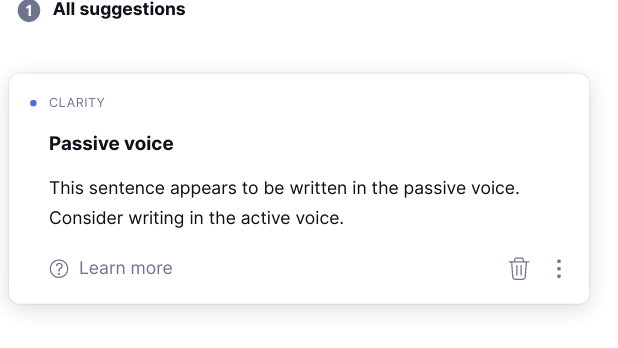 1 All suggestions
CLARITY
Passive voice
This sentence appears to be written in the passive voice.
Consider writing in the active voice.
? Learn more